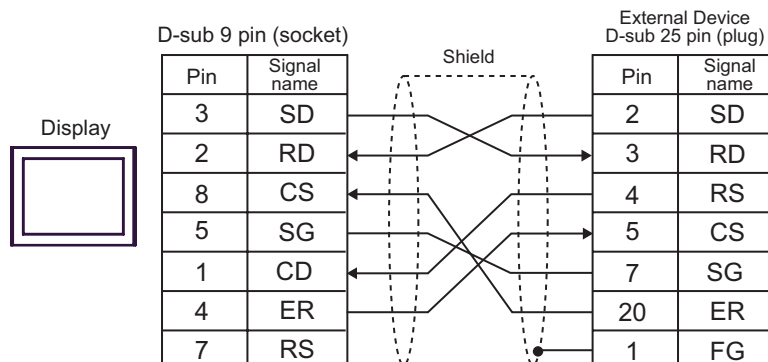 External Device
D-sub 9 pin (socket) D-sub 25 pin (plug)
Shield
Display
Pin Signal name Pin Signal name
3 SD 2 SD
2 RD 3 RD
8 CS 4 RS
5 SG 5 CS
1 CD 7 SG
4 ER 20 ER
7 RS 1 FG